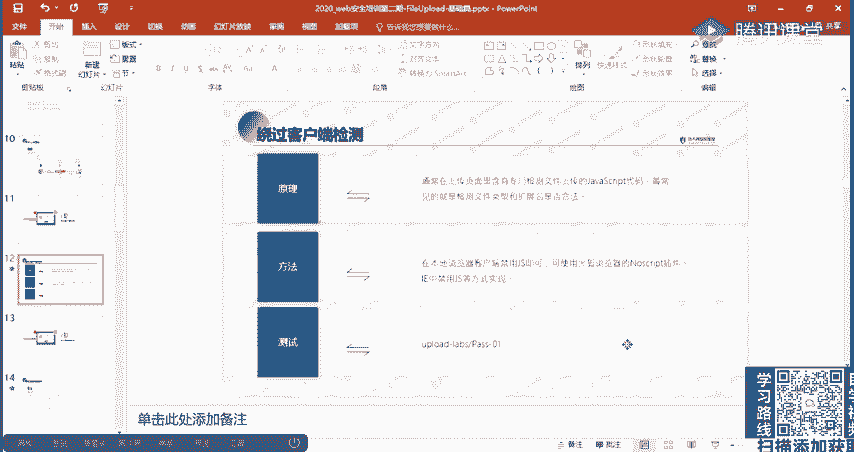 2020_web安全培训第二期-FileUpload-基础篇.pptx - PowerPoint
文件 开始 插入 设计 切换 动画 幻灯片放映 审阅 视图 加载项 告诉我您想要做什么...
腾讯课堂
共享
粘贴
剪切
复制
格式刷
新建
幻灯片
版式
重置
节
文字方向
对齐文本
转换为 SmartArt
排列
快速样式
形状填充
形状轮廓
形状效果
查找
替换
选择
剪贴板 幻灯片 字体 段落 绘图 编辑
10
11
12
13
14
绕过客户端检测
原理
通常在上传页面里含有专门检测文件上传的JavaScript代码，最常
见的就是检测文件类型和扩展名是否合法。
方法
在本地浏览器客户端禁用JS即可，可使用火狐浏览器的Noscript插件、
IE中禁用JS等方式实现。
测试
upload-labs/Pass-01
单击此处添加备注
备注 批注
学习路线
扫描添加获取